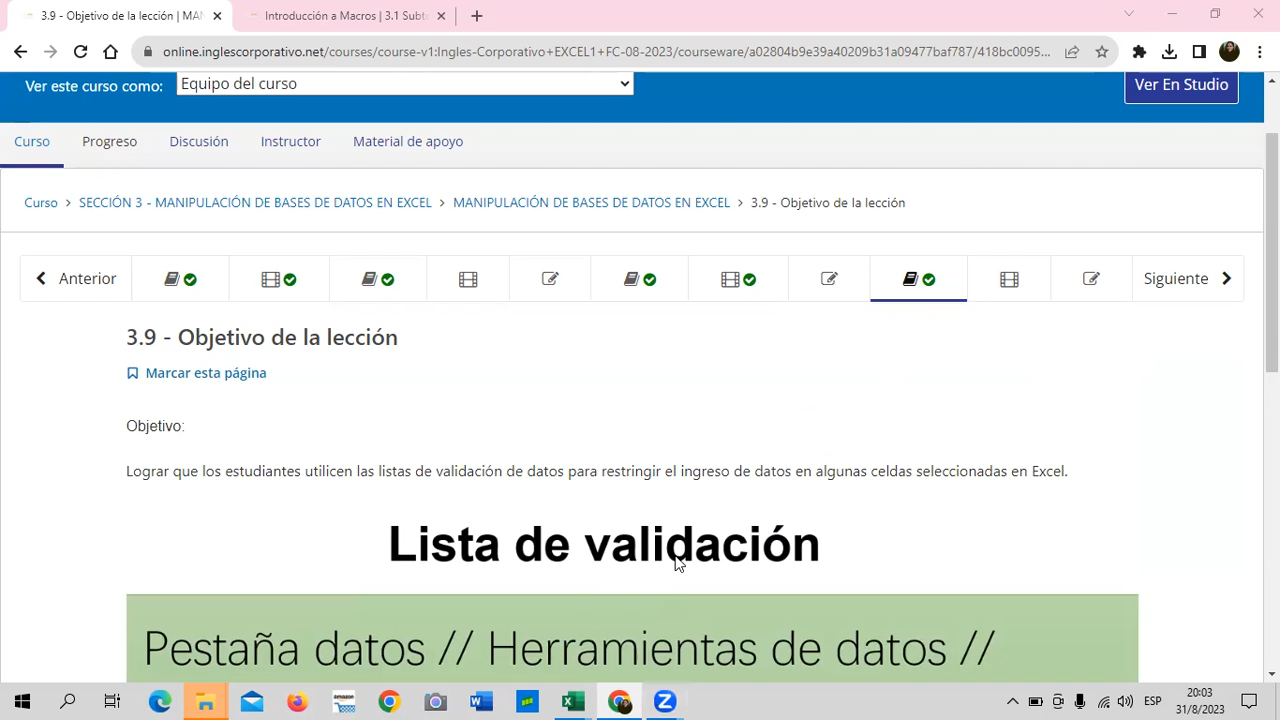 3.9 - Objetivo de la lección | MAN
Introducción a Macros | 3.1 Subte
online.inglescorporativo.net/courses/course-v1:Ingles-Corporativo+EXCEL1+FC-08-2023/courseware/a02804b9e39a40209b31a09477baf787/418bc0095...
Ver este curso como:
Equipo del curso
Ver En Studio
Curso
Progreso
Discusión
Instructor
Material de apoyo
Curso > SECCIÓN 3 - MANIPULACIÓN DE BASES DE DATOS EN EXCEL > MANIPULACIÓN DE BASES DE DATOS EN EXCEL > 3.9 - Objetivo de la lección
Anterior
Siguiente
3.9 - Objetivo de la lección
Marcar esta página
Objetivo:
Lograr que los estudiantes utilicen las listas de validación de datos para restringir el ingreso de datos en algunas celdas seleccionadas en Excel.
Lista de validación
Pestaña datos // Herramientas de datos //
ESP
20:03
31/8/2023